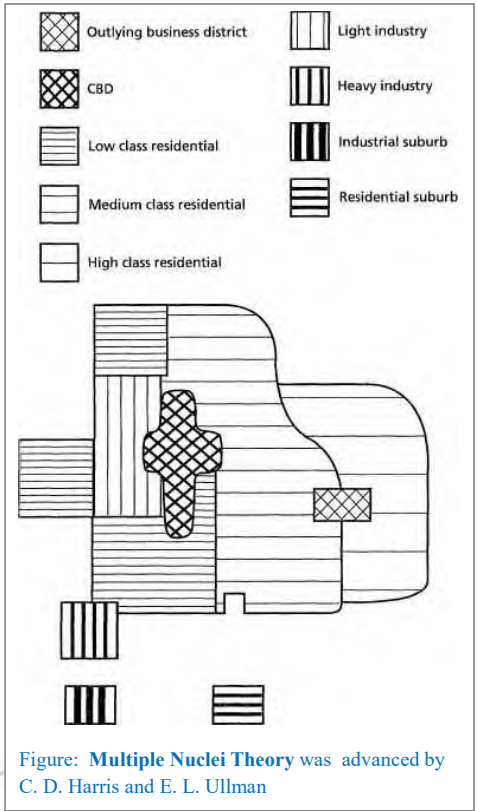 Outlying business district
CBD
Low class residential
Medium class residential
High class residential
Light industry
Heavy industry
Industrial suburb
Residential suburb
Figure: Multiple Nuclei Theory was advanced by
C. D. Harris and E. L. Ullman